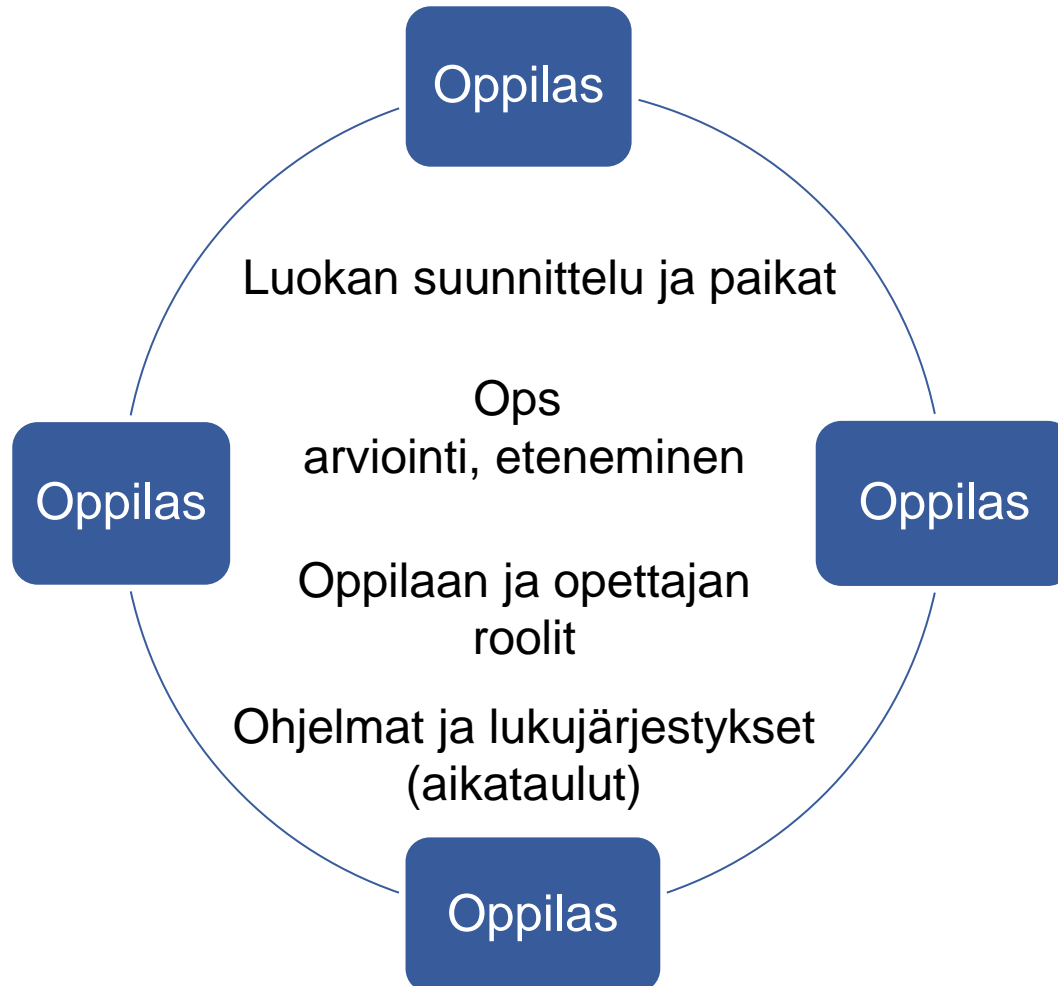 Oppilas
Luokan suunnittelu ja paikat
Ops
arviointi, eteneminen
Oppilas
Oppilas
Oppilaan ja opettajan
roolit
Ohjelmat ja lukujärjestykset
(aikataulut)
Oppilas